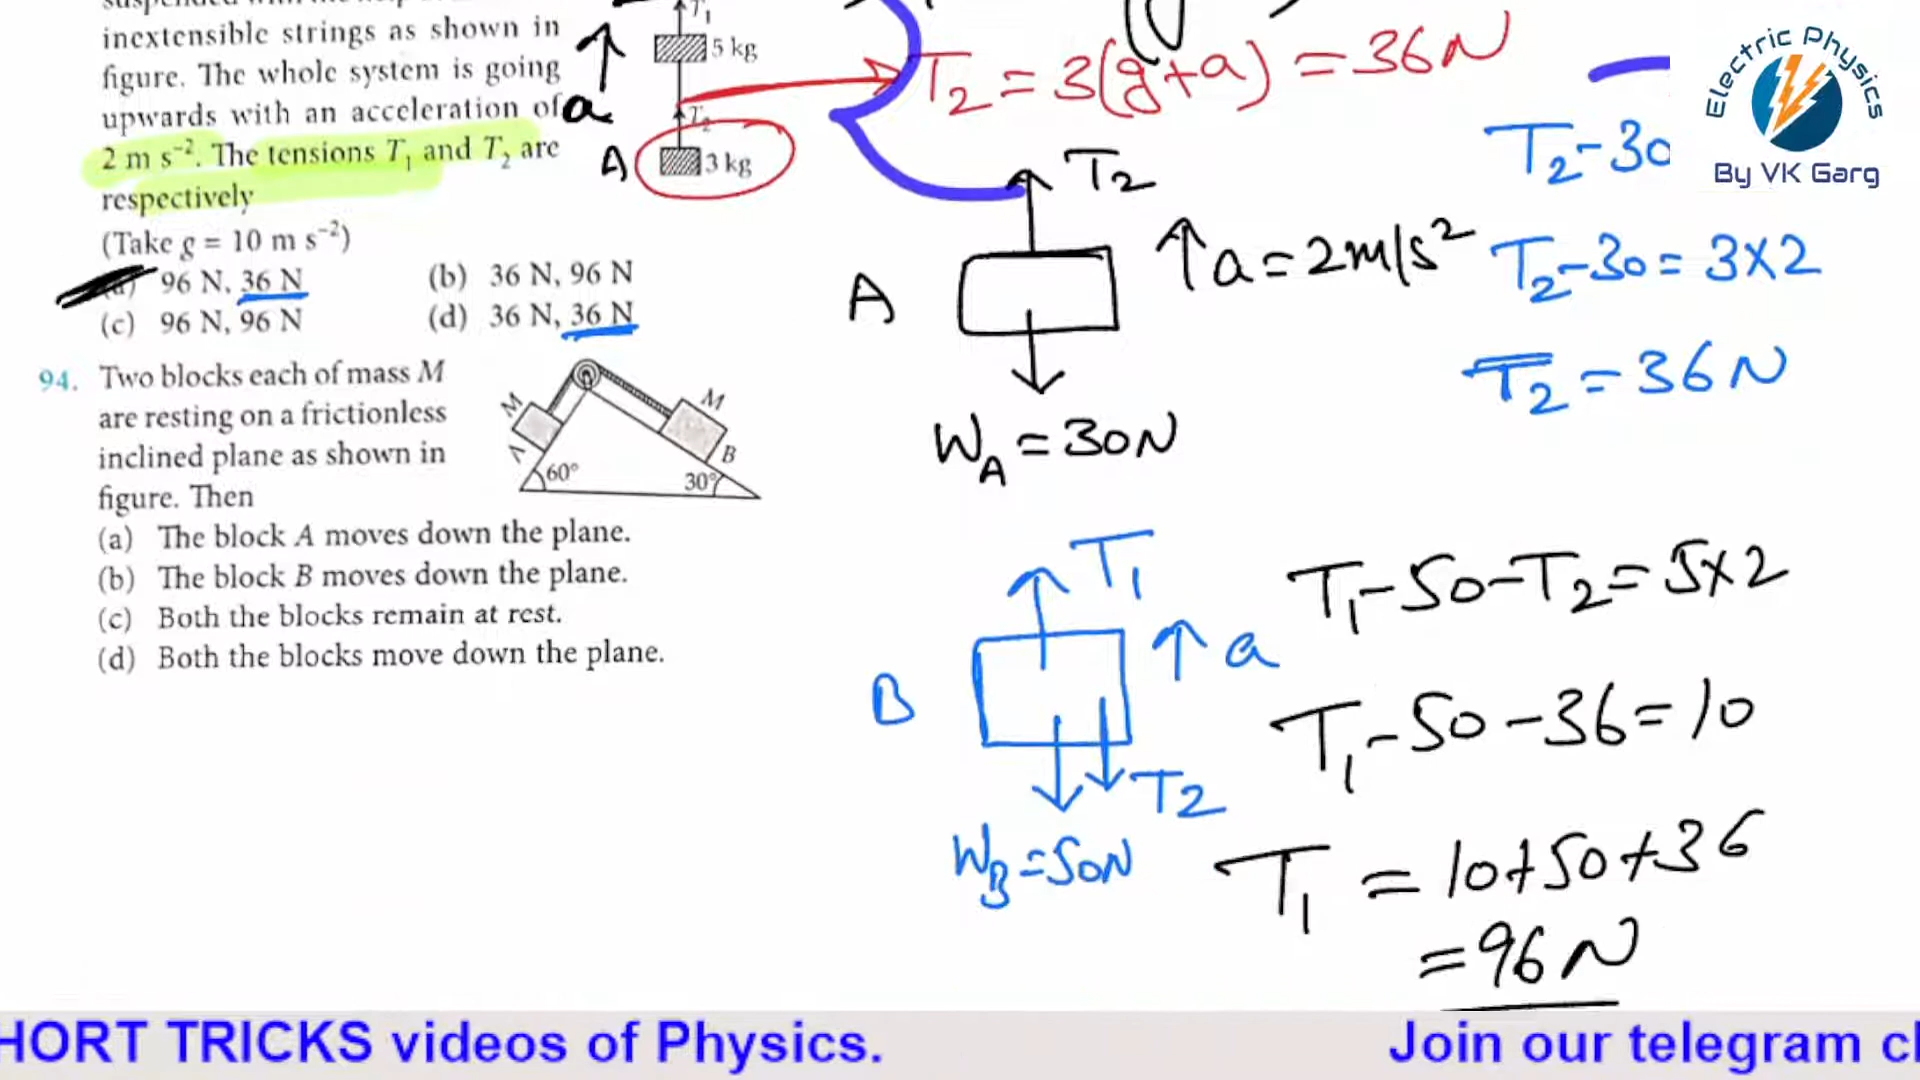 inextensible strings as shown in
figure. The whole system is going
upwards with an acceleration of
2 m s⁻². The tensions T₁ and T₂ are
respectively
(Take g = 10 m s⁻²)
96 N, 36 N
(b) 36 N, 96 N
(c) 96 N, 96 N
(d) 36 N, 36 N
T₁
5 kg
a
T₂
A
3 kg
94. Two blocks each of mass M
are resting on a frictionless
inclined plane as shown in
figure. Then
(a) The block A moves down the plane.
(b) The block B moves down the plane.
(c) Both the blocks remain at rest.
(d) Both the blocks move down the plane.
M
M
A
B
60°
30°
T₂ = 3(g+a) = 36N
T₂
A
a = 2m/s²
W_A = 30N
T₂-30
T₂-30 = 3×2
T₂ = 36N
T₁
B
a
T₂
W_B = 50N
T₁-50-T₂ = 5×2
T₁-50-36 = 10
T₁ = 10+50+36
= 96N
Electric Physics
By VK Garg
HORT TRICKS videos of Physics.
Join our telegram cl